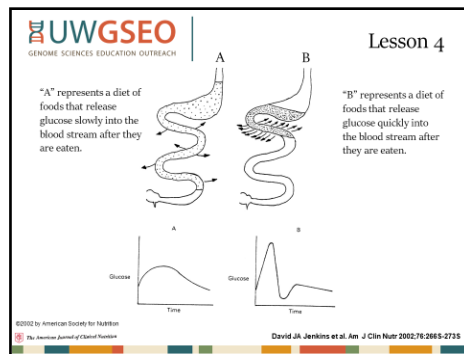 UWGSEO
GENOME SCIENCES EDUCATION OUTREACH
Lesson 4
A
B
"A" represents a diet of
foods that release
glucose slowly into the
blood stream after they
are eaten.
"B" represents a diet of
foods that release
glucose quickly into
the blood stream after
they are eaten.
A
B
Glucose
Time
Glucose
Time
©2002 by American Society for Nutrition
The American Journal of Clinical Nutrition
David JA Jenkins et al. Am J Clin Nutr 2002;76:266S-273S